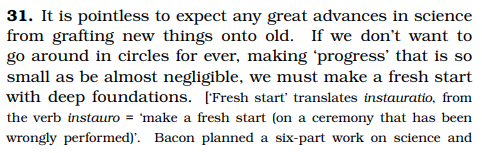 31. It is pointless to expect any great advances in science
from grafting new things onto old. If we don't want to
go around in circles for ever, making ‘progress’ that is so
small as be almost negligible, we must make a fresh start
with deep foundations. [‘Fresh start’ translates instauratio, from
the verb instauro = ‘make a fresh start (on a ceremony that has been
wrongly performed)’. Bacon planned a six-part work on science and